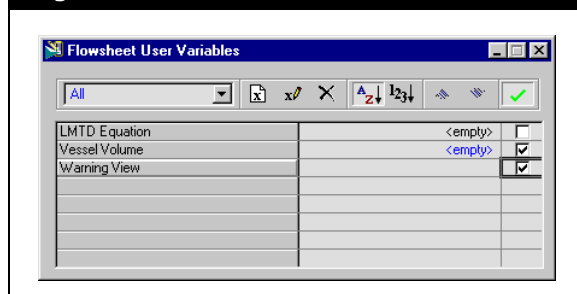 Flowsheet User Variables
All
LMTD Equation <empty>
Vessel Volume <empty>
Warning View